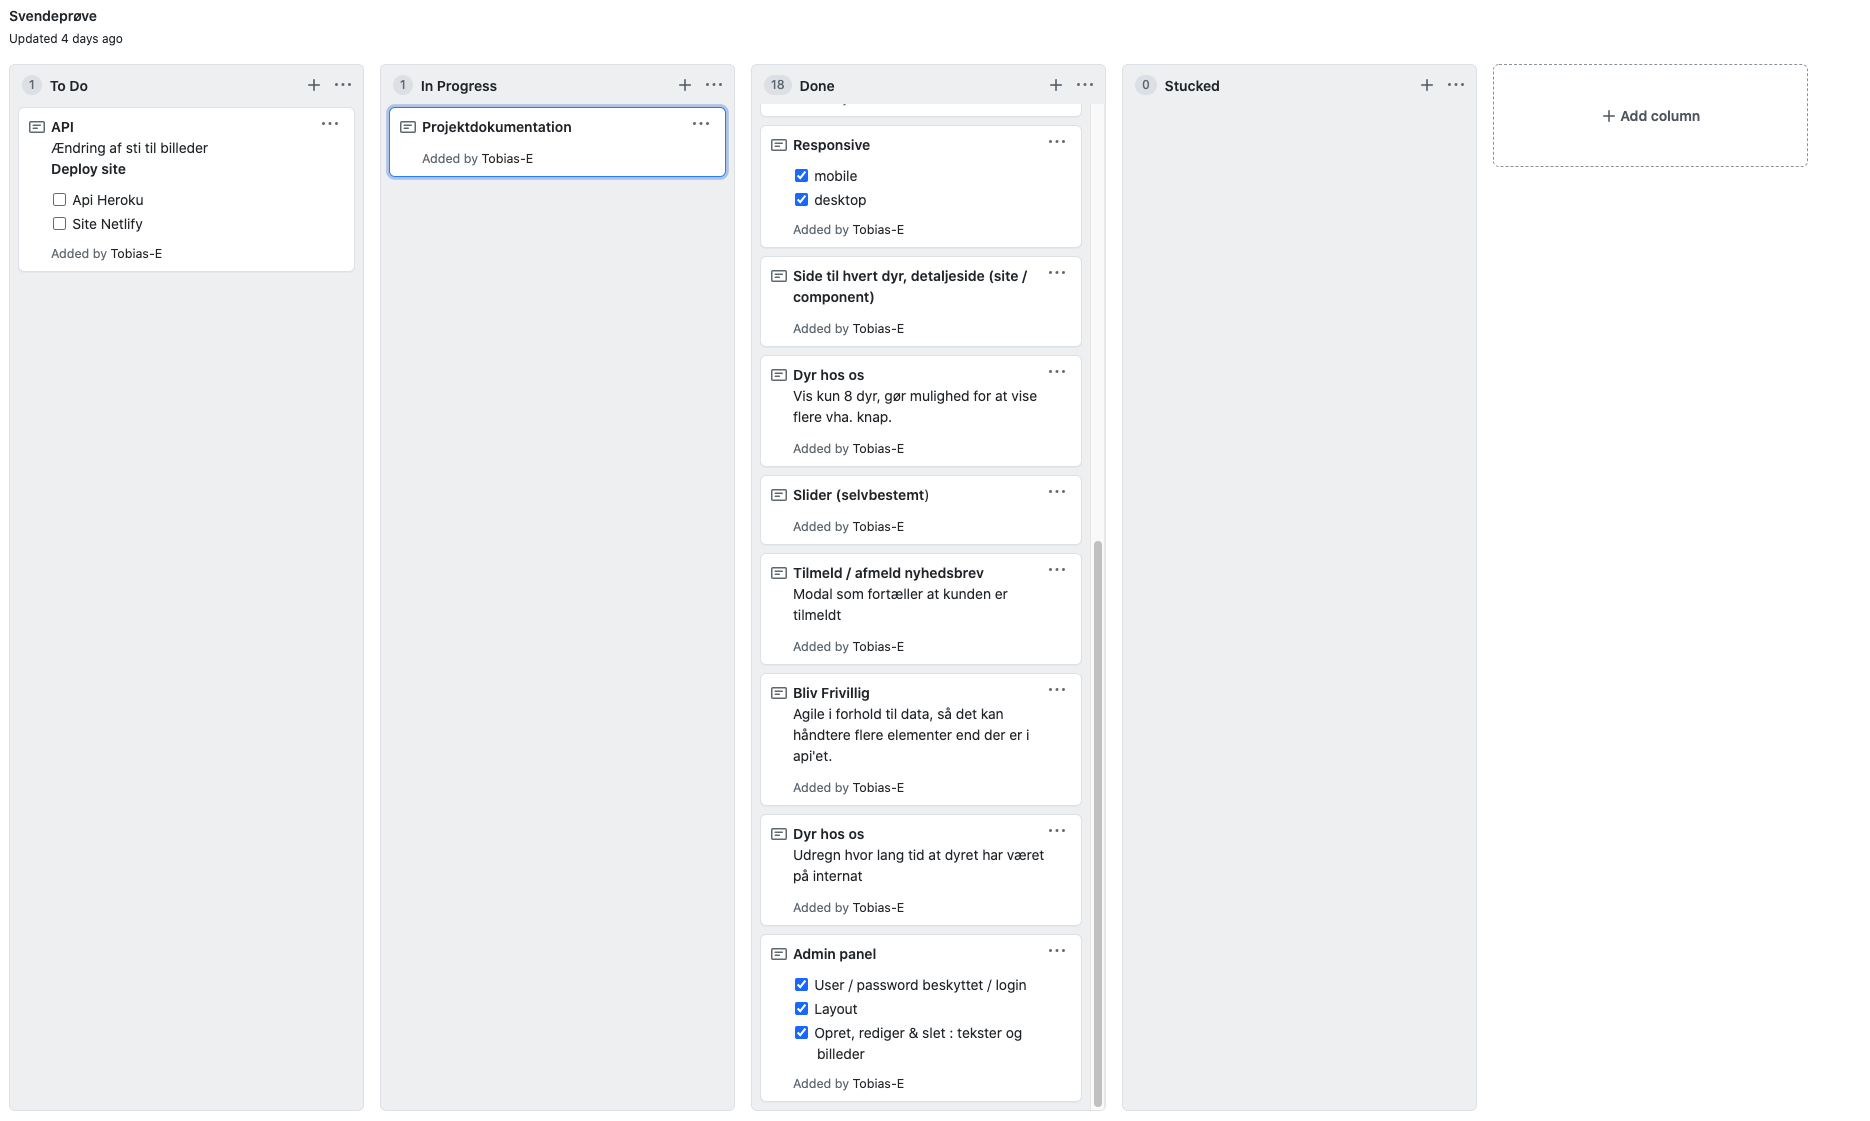 Svendeprøve
Updated 4 days ago
1 To Do
API
Ændring af sti til billeder
Deploy site
Api Heroku
Site Netlify
Added by Tobias-E
1 In Progress
Projektdokumentation
Added by Tobias-E
18 Done
Responsive
mobile
desktop
Added by Tobias-E
Side til hvert dyr, detaljeside (site /
component)
Added by Tobias-E
Dyr hos os
Vis kun 8 dyr, gør mulighed for at vise
flere vha. knap.
Added by Tobias-E
Slider (selvbestemt)
Added by Tobias-E
Tilmeld / afmeld nyhedsbrev
Modal som fortæller at kunden er
tilmeldt
Added by Tobias-E
Bliv Frivillig
Agile i forhold til data, så det kan
håndtere flere elementer end der er i
api'et.
Added by Tobias-E
Dyr hos os
Udregn hvor lang tid at dyret har været
på internat
Added by Tobias-E
Admin panel
User / password beskyttet / login
Layout
Opret, rediger & slet : tekster og
billeder
Added by Tobias-E
0 Stucked
+ Add column